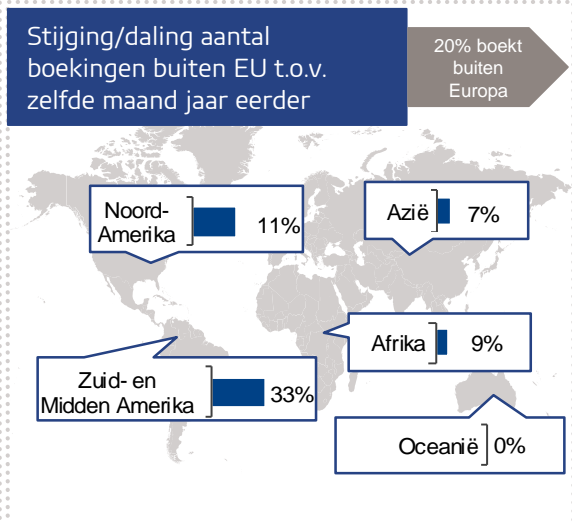 Stijging/daling aantal
boekingen buiten EU t.o.v.
zelfde maand jaar eerder
20% boekt
buiten
Europa
Noord-
Amerika
11%
Azië
7%
Afrika
9%
Zuid- en
Midden Amerika
33%
Oceanië
0%